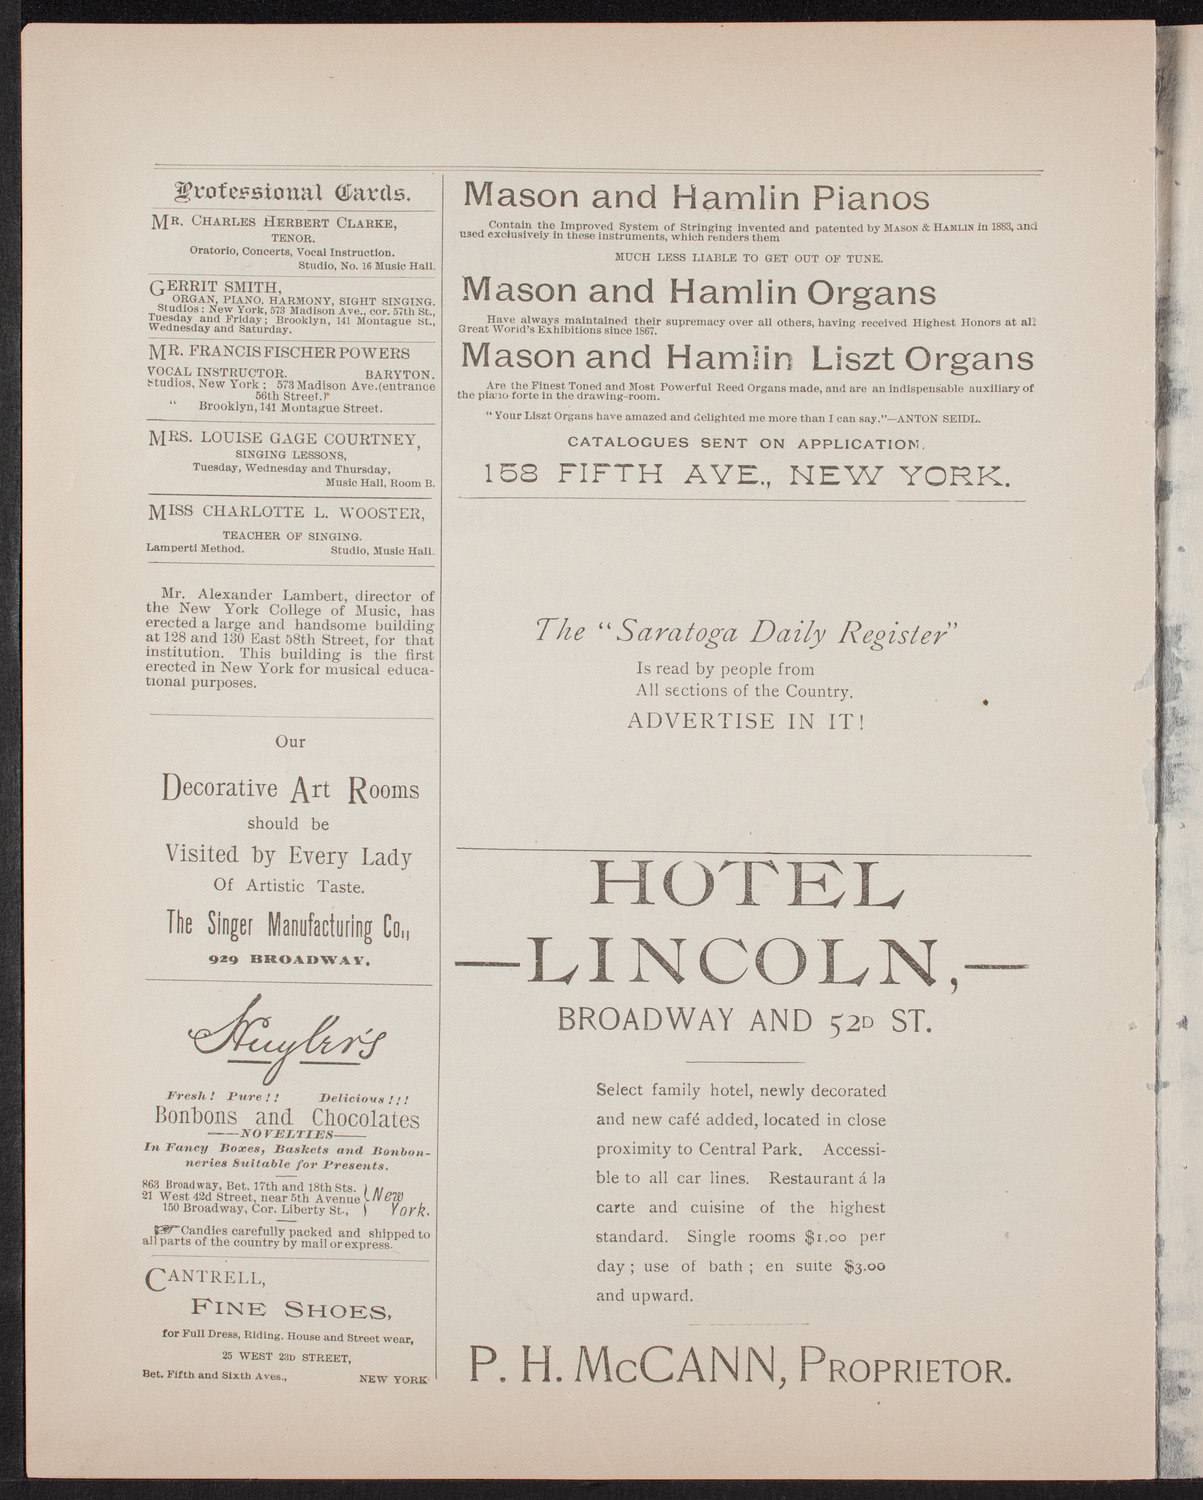 Professional Cards.
MR. CHARLES HERBERT CLARKE,
TENOR.
Oratorio, Concerts, Vocal Instruction.
Studio, No. 16 Music Hall.
GERRIT SMITH,
ORGAN, PIANO, HARMONY, SIGHT SINGING.
Studios: New York, 573 Madison Ave., cor. 57th St.,
Tuesday and Friday; Brooklyn, 141 Montague St.,
Wednesday and Saturday.
MR. FRANCIS FISCHER POWERS
VOCAL INSTRUCTOR. BARYTON.
Studios, New York; 573 Madison Ave. (entrance
56th Street.)
" Brooklyn, 141 Montague Street.
MRS. LOUISE GAGE COURTNEY,
SINGING LESSONS,
Tuesday, Wednesday and Thursday,
Music Hall, Room B.
MISS CHARLOTTE L. WOOSTER,
TEACHER OF SINGING.
Lamperti Method. Studio, Music Hall.
Mr. Alexander Lambert, director of
the New York College of Music, has
erected a large and handsome building
at 128 and 130 East 58th Street, for that
institution. This building is the first
erected in New York for musical educa-
tional purposes.
Our
Decorative Art Rooms
should be
Visited by Every Lady
Of Artistic Taste.
The Singer Manufacturing Co.,
929 BROADWAY.
Huyler's
Fresh! Pure!! Delicious!!!
Bonbons and Chocolates
—NOVELTIES—
In Fancy Boxes, Baskets and Bonbon-
neries Suitable for Presents.
863 Broadway, Bet. 17th and 18th Sts.
21 West 42d Street, near 5th Avenue
150 Broadway, Cor. Liberty St.,
New
York.
☞Candies carefully packed and shipped to
all parts of the country by mail or express.
CANTRELL,
FINE SHOES,
for Full Dress, Riding. House and Street wear,
25 WEST 23D STREET,
Bet. Fifth and Sixth Aves., NEW YORK
Mason and Hamlin Pianos
Contain the Improved System of Stringing invented and patented by MASON & HAMLIN in 1883, and
used exclusively in these instruments, which renders them
MUCH LESS LIABLE TO GET OUT OF TUNE.
Mason and Hamlin Organs
Have always maintained their supremacy over all others, having received Highest Honors at all
Great World's Exhibitions since 1867.
Mason and Hamlin Liszt Organs
Are the Finest Toned and Most Powerful Reed Organs made, and are an indispensable auxiliary of
the piano forte in the drawing-room.
"Your Liszt Organs have amazed and delighted me more than I can say."—ANTON SEIDL.
CATALOGUES SENT ON APPLICATION.
158 FIFTH AVE., NEW YORK.
The "Saratoga Daily Register"
Is read by people from
All sections of the Country.
ADVERTISE IN IT!
HOTEL
—LINCOLN,—
BROADWAY AND 52D ST.
Select family hotel, newly decorated
and new café added, located in close
proximity to Central Park. Accessi-
ble to all car lines. Restaurant á la
carte and cuisine of the highest
standard. Single rooms $1.00 per
day; use of bath; en suite $3.00
and upward.
P. H. McCANN, PROPRIETOR.